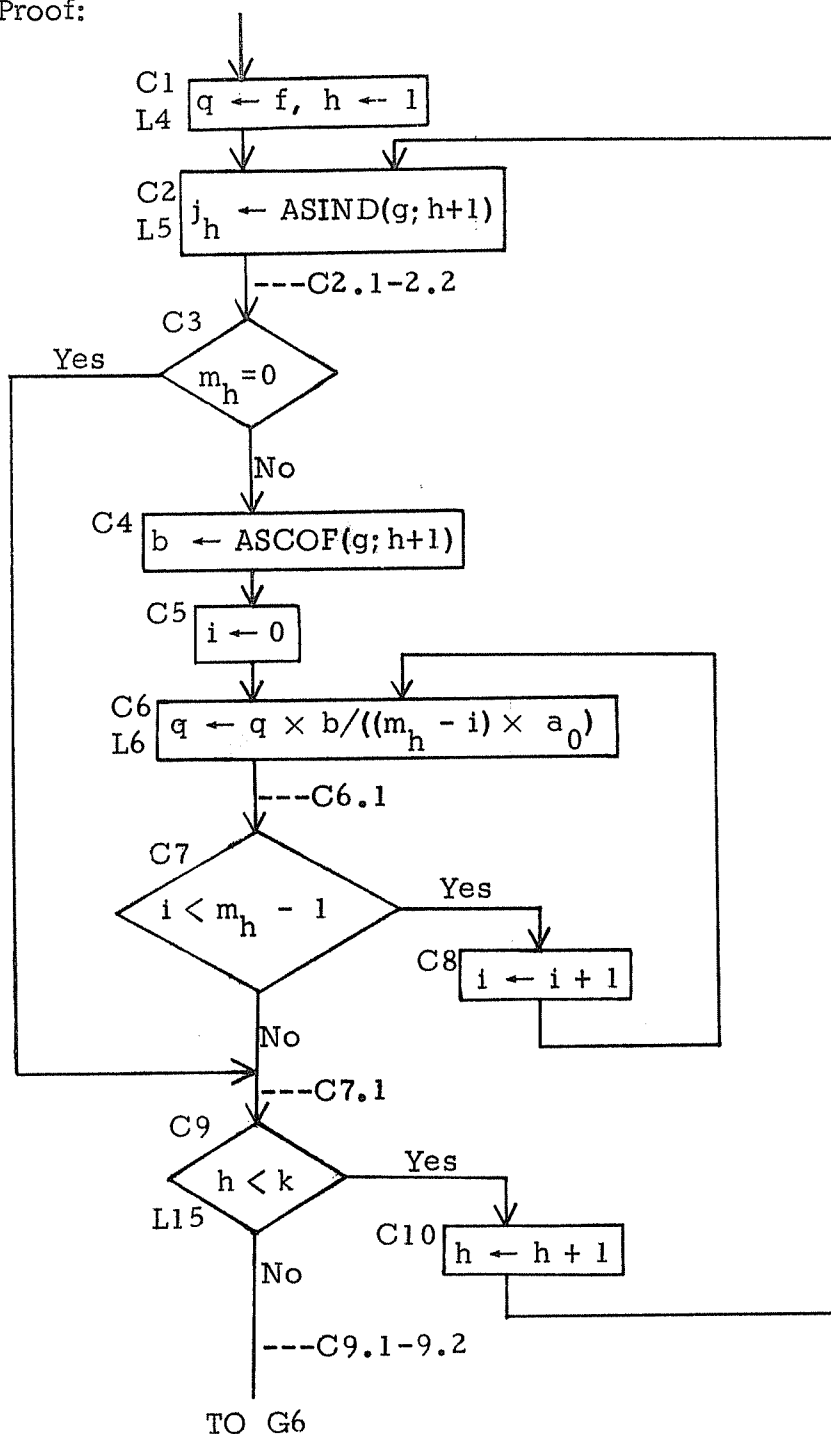 Proof:
C1
L4
q ← f, h ← 1
C2
L5
j_h ← ASIND(g; h+1)
---C2.1-2.2
C3
Yes
m_h=0
No
C4
b ← ASCOF(g; h+1)
C5
i ← 0
C6
L6
q ← q × b/((m_h - i) × a_0)
---C6.1
C7
i < m_h - 1
Yes
C8
i ← i + 1
No
---C7.1
C9
h < k
Yes
L15
C10
h ← h + 1
No
---C9.1-9.2
TO G6